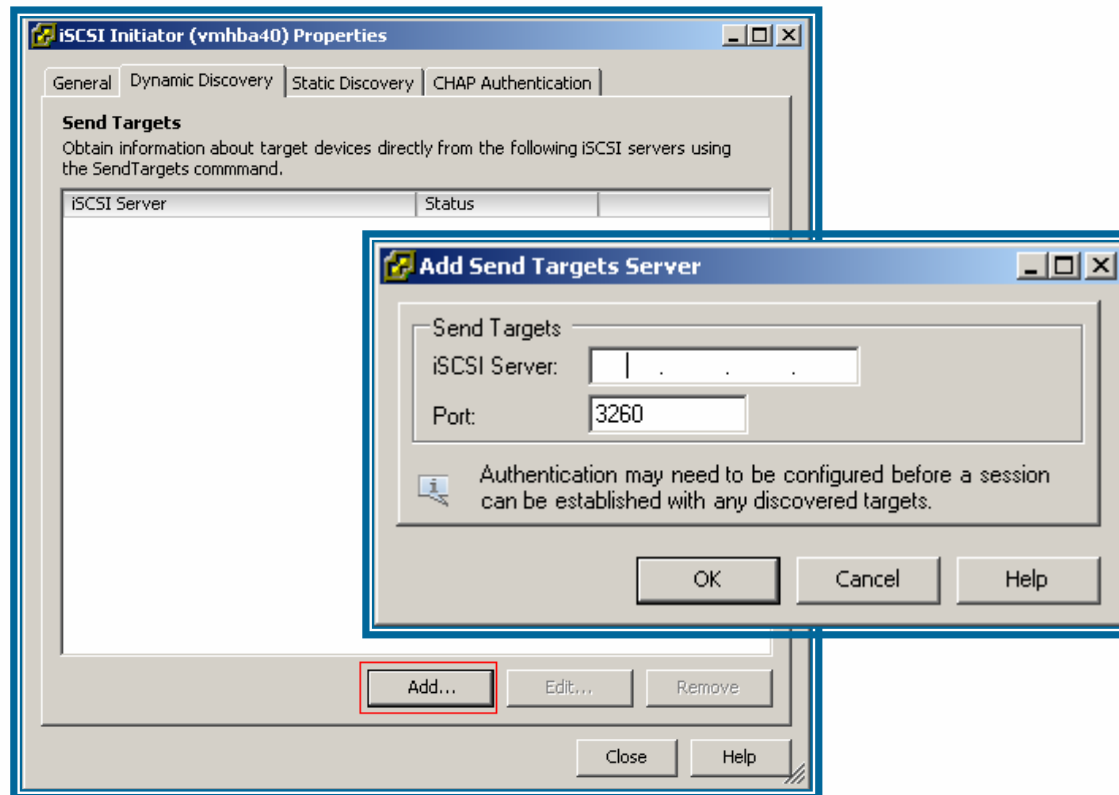 iSCSI Initiator (vmhba40) Properties
General Dynamic Discovery Static Discovery CHAP Authentication
Send Targets
Obtain information about target devices directly from the following iSCSI servers using
the SendTargets commmand.
iSCSI Server Status
Add Send Targets Server
Send Targets
iSCSI Server: . . .
Port: 3260
Authentication may need to be configured before a session
can be established with any discovered targets.
OK Cancel Help
Add... Edit... Remove
Close Help